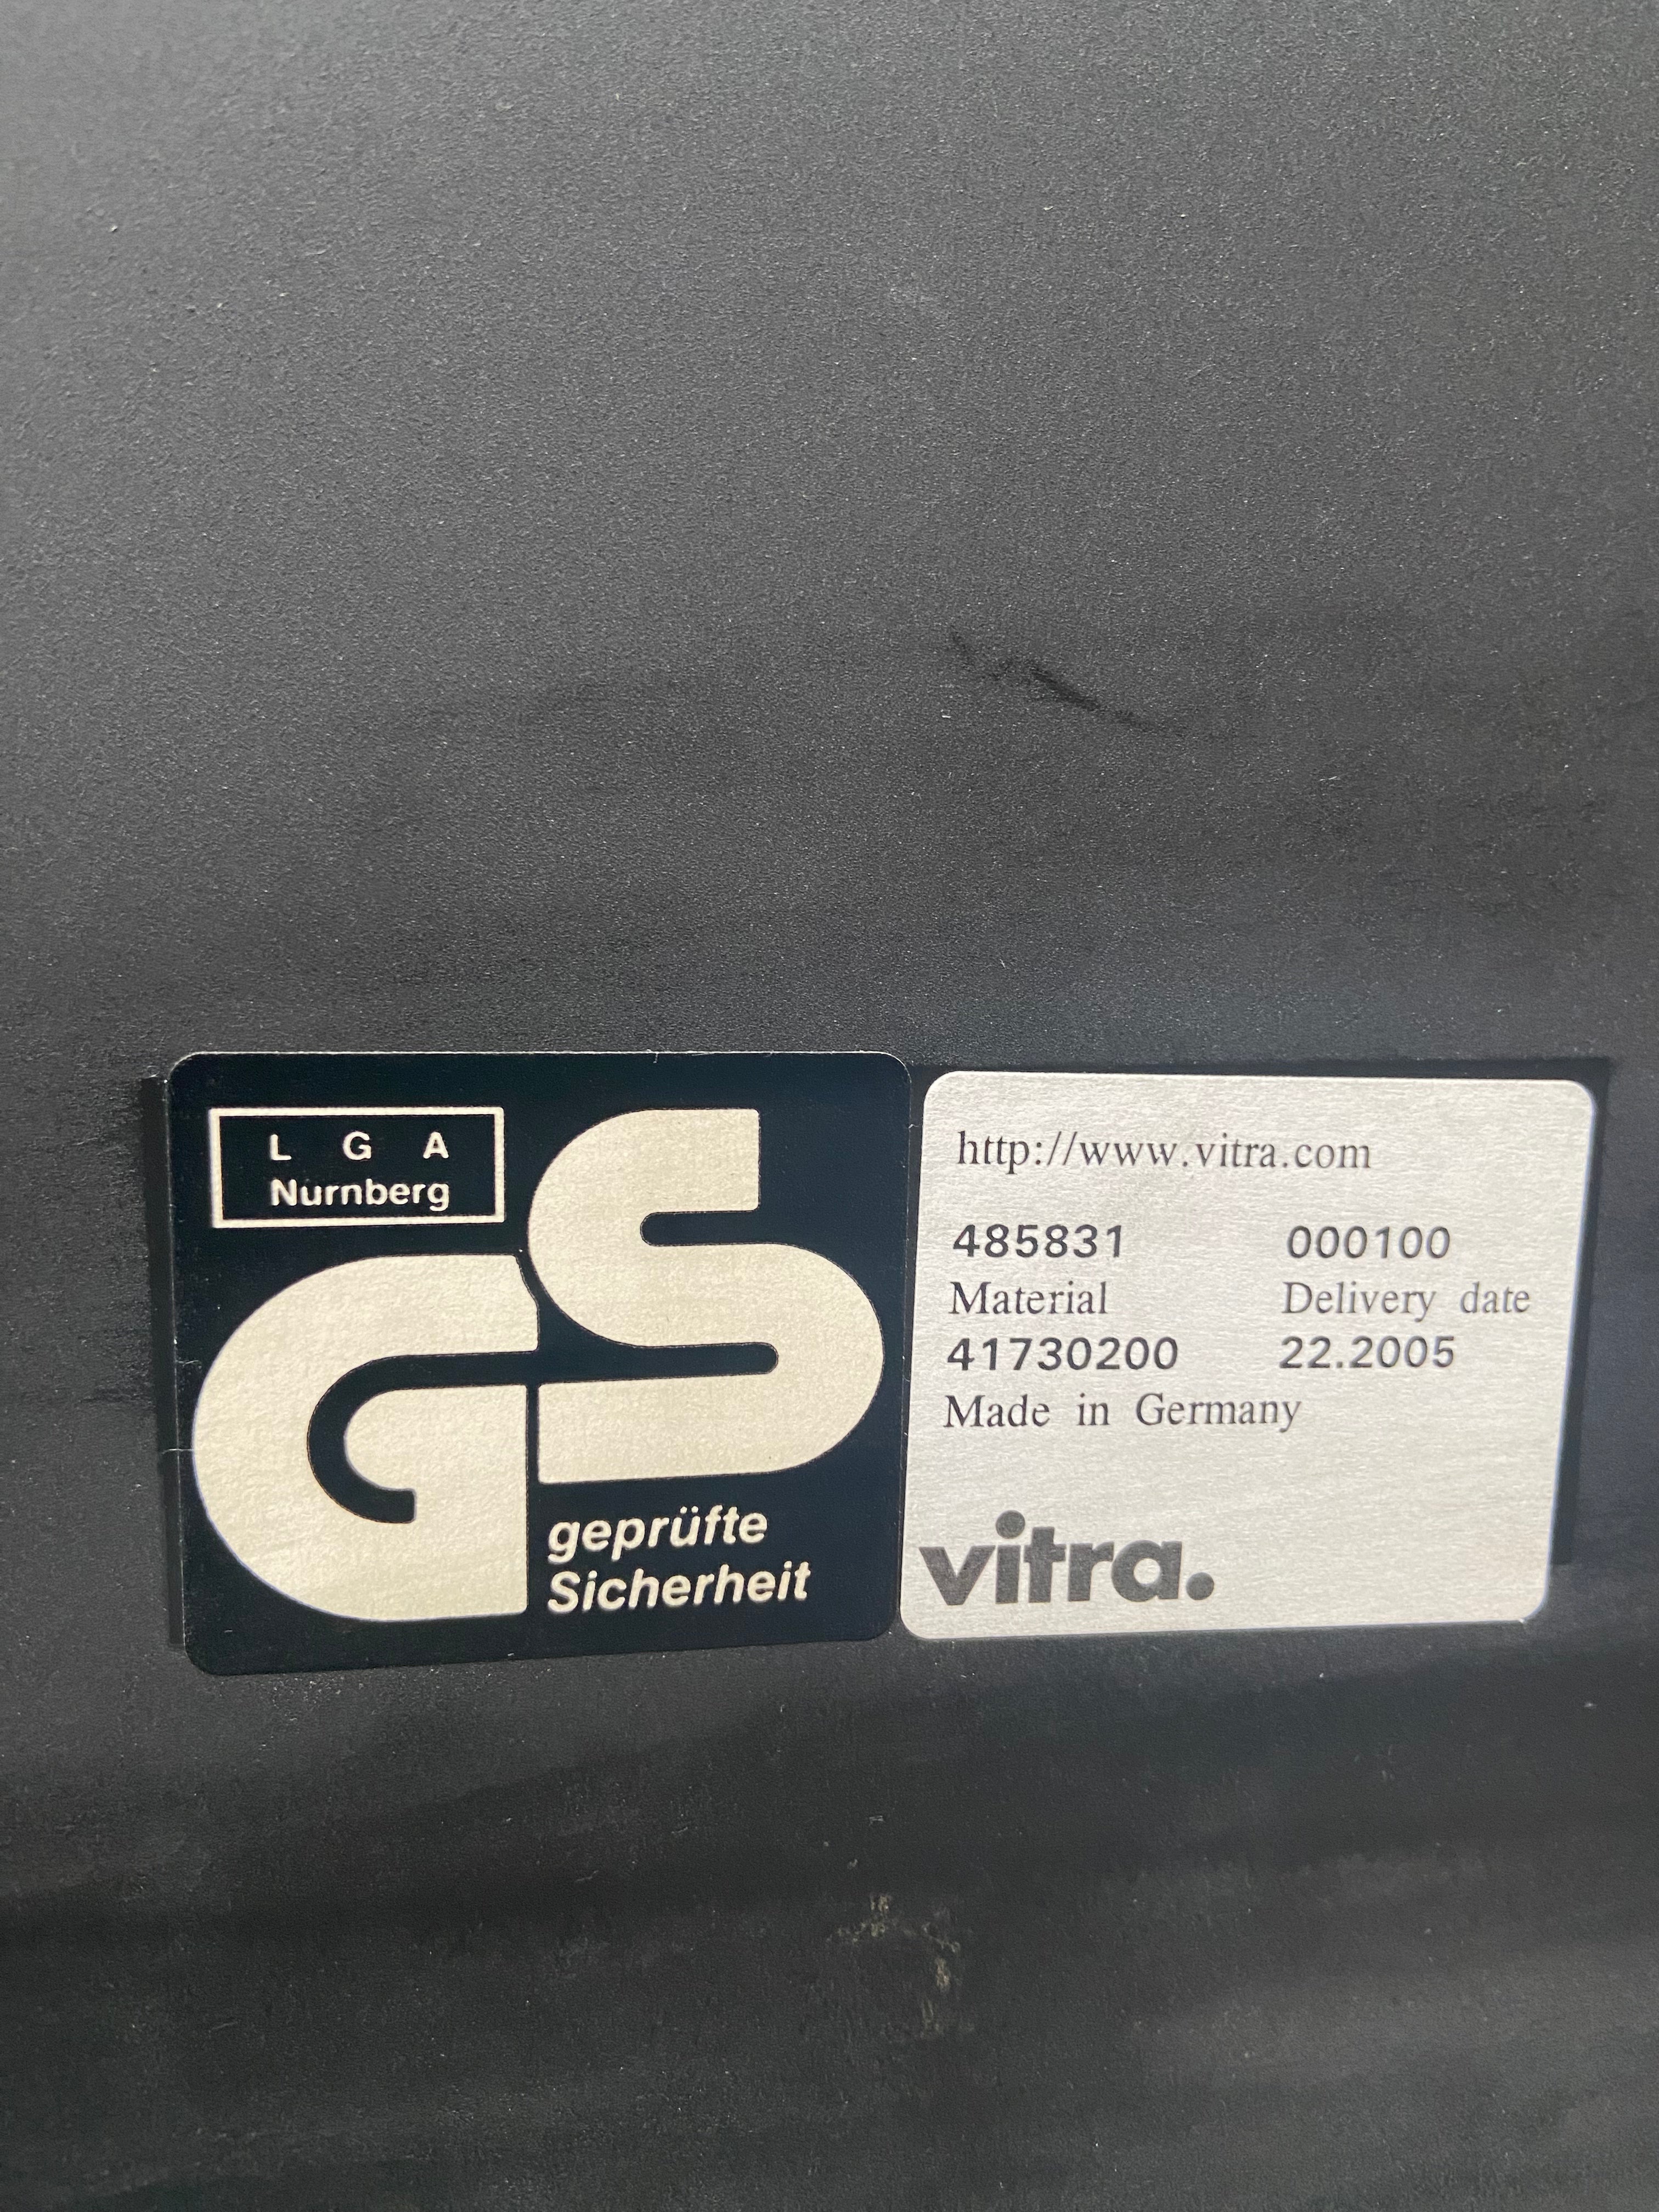 L G A
Nürnberg
GS
geprüfte
Sicherheit
http://www.vitra.com
485831 000100
Material Delivery date
41730200 22.2005
Made in Germany
vitra.